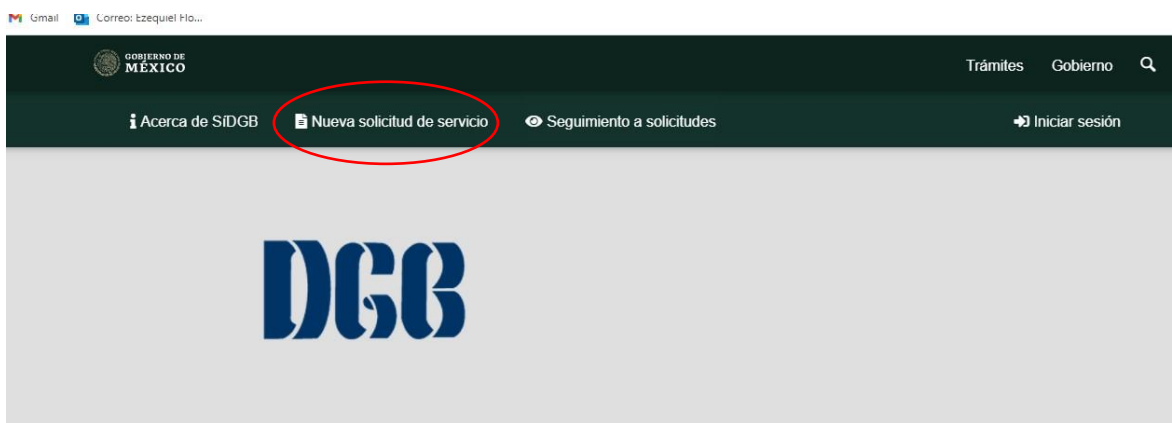 Gmail Correo: Ezequiel Flo...
GOBIERNO DE
MÉXICO
Trámites Gobierno
Acerca de SíDGB Nueva solicitud de servicio Seguimiento a solicitudes Iniciar sesión
DGB